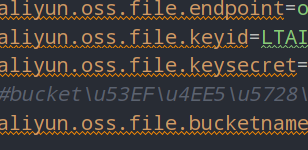 aliyun.oss.file.endpoint=o
aliyun.oss.file.keyid=LTAI
aliyun.oss.file.keysecret=
#bucket\u53EF\u4EE5\u5728\
aliyun.oss.file.bucketname